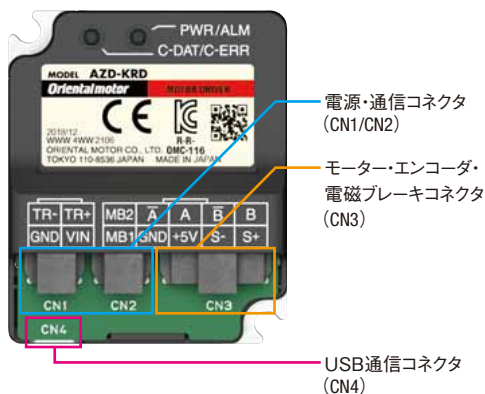 PWR/ALM
C-DAT/C-ERR
MODEL AZD-KRD
Orientalmotor MOTOR DRIVER
2018/12
WWW 4WW 2106 R-R-
ORIENTAL MOTOR CO., LTD. OMC-116
TOKYO 110-8536 JAPAN MADE IN JAPAN
電源・通信コネクタ
(CN1/CN2)
モーター・エンコーダ・
電磁ブレーキコネクタ
(CN3)
TR- TR+ MB2 A̅ A B̅ B
GND VIN MB1 GND +5V S- S+
CN1 CN2 CN3
CN4
USB通信コネクタ
(CN4)